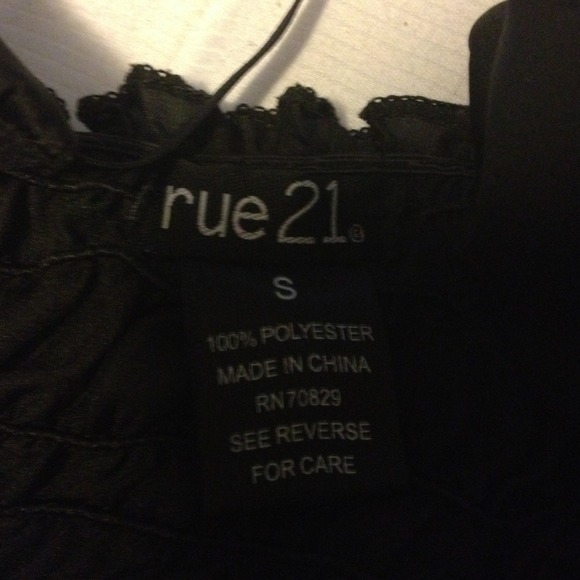 rue21®
S
100% POLYESTER
MADE IN CHINA
RN70829
SEE REVERSE
FOR CARE